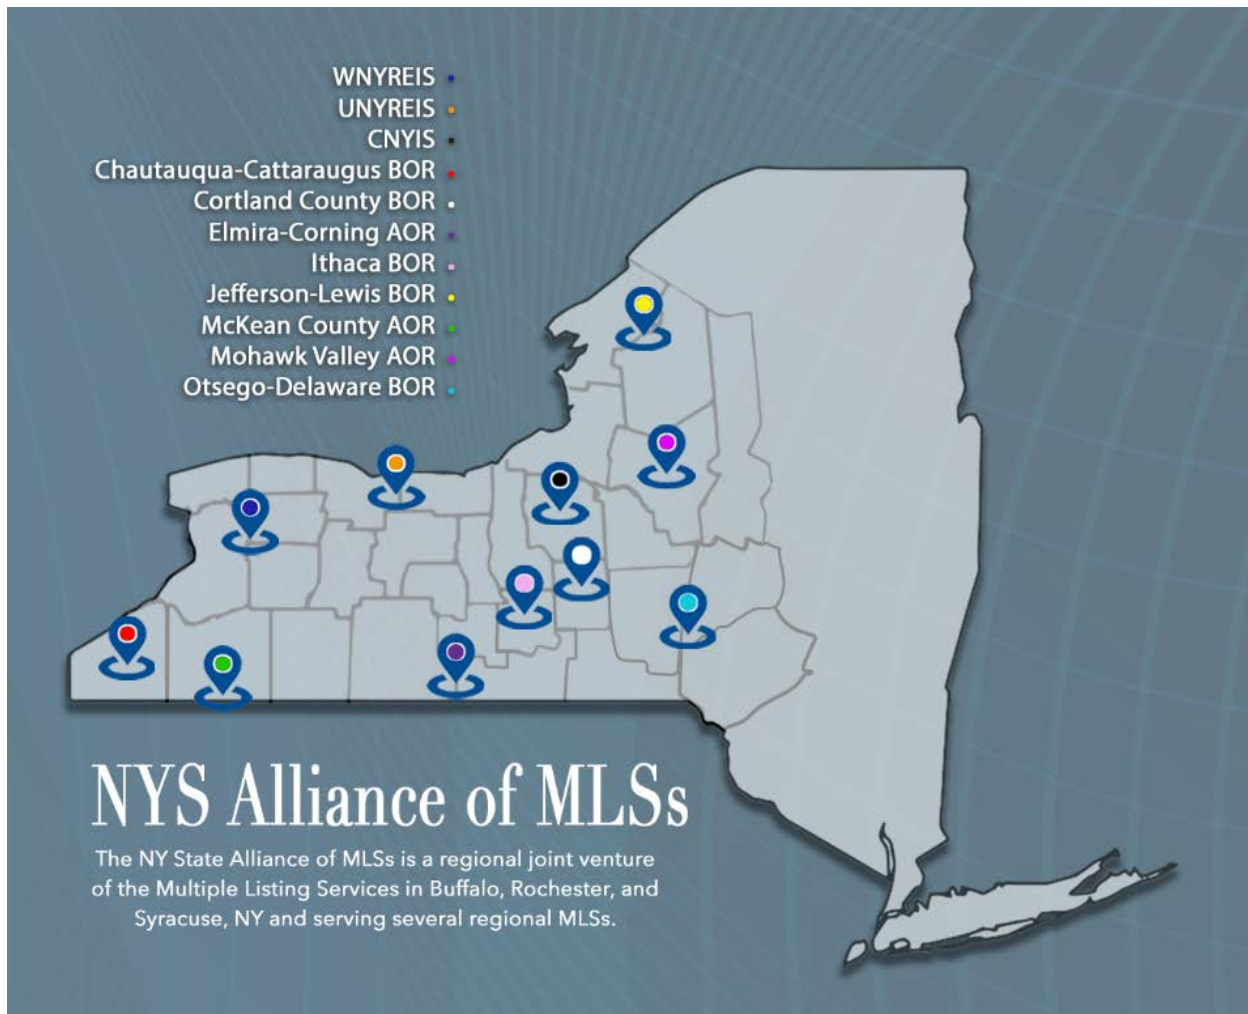 WNYREIS
UNYREIS
CNYIS
Chautauqua-Cattaraugus BOR
Cortland County BOR
Elmira-Corning AOR
Ithaca BOR
Jefferson-Lewis BOR
McKean County AOR
Mohawk Valley AOR
Otsego-Delaware BOR
NYS Alliance of MLSs
The NY State Alliance of MLSs is a regional joint venture
of the Multiple Listing Services in Buffalo, Rochester, and
Syracuse, NY and serving several regional MLSs.